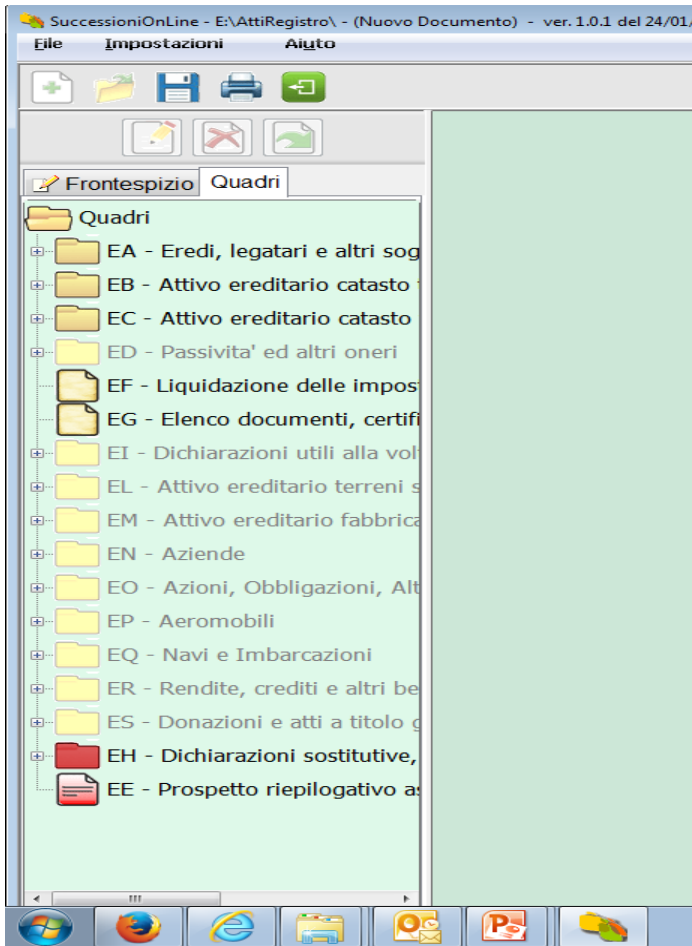 SuccessioniOnLine - E:\AttiRegistro\ - (Nuovo Documento) - ver. 1.0.1 del 24/01/
File Impostazioni Aiuto
Frontespizio Quadri
Quadri
EA - Eredi, legatari e altri sog
EB - Attivo ereditario catasto
EC - Attivo ereditario catasto
ED - Passivita' ed altri oneri
EF - Liquidazione delle impos
EG - Elenco documenti, certifi
EI - Dichiarazioni utili alla vol
EL - Attivo ereditario terreni s
EM - Attivo ereditario fabbrica
EN - Aziende
EO - Azioni, Obbligazioni, Alt
EP - Aeromobili
EQ - Navi e Imbarcazioni
ER - Rendite, crediti e altri be
ES - Donazioni e atti a titolo g
EH - Dichiarazioni sostitutive,
EE - Prospetto riepilogativo as